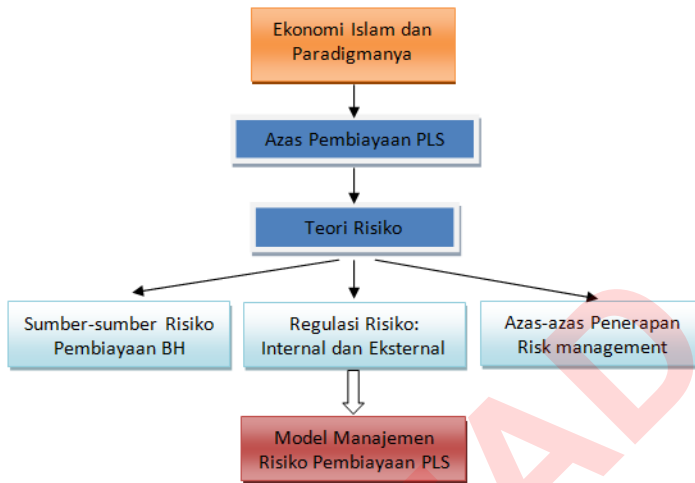 Ekonomi Islam dan
Paradigmanya
Azas Pembiayaan PLS
Teori Risiko
Sumber-sumber Risiko
Pembiayaan BH
Regulasi Risiko:
Internal dan Eksternal
Azas-azas Penerapan
Risk management
Model Manajemen
Risiko Pembiayaan PLS